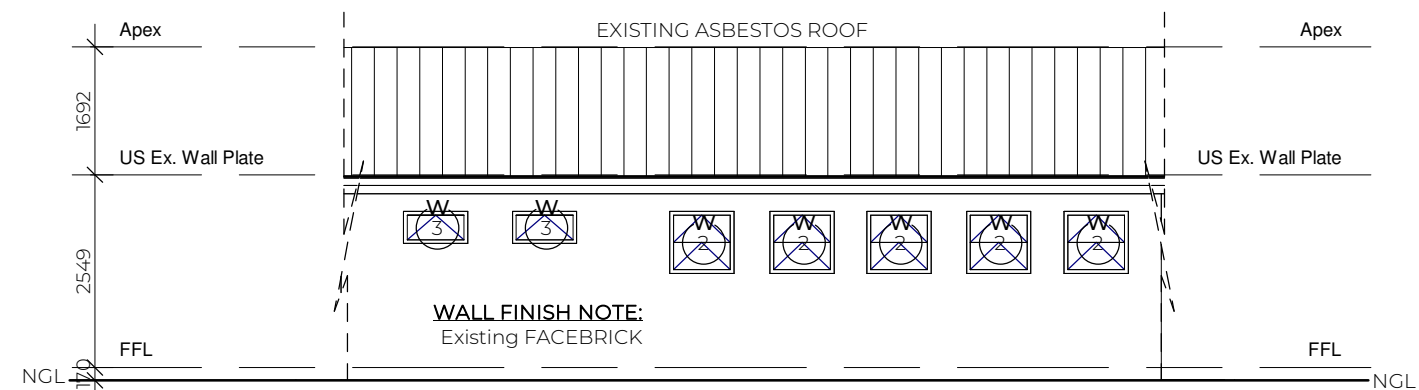 Apex
EXISTING ASBESTOS ROOF
Apex
1692
US Ex. Wall Plate
US Ex. Wall Plate
W
3
W
3
W
2
W
2
W
2
W
2
W
2
2549
WALL FINISH NOTE:
Existing FACEBRICK
FFL
FFL
170
NGL
NGL